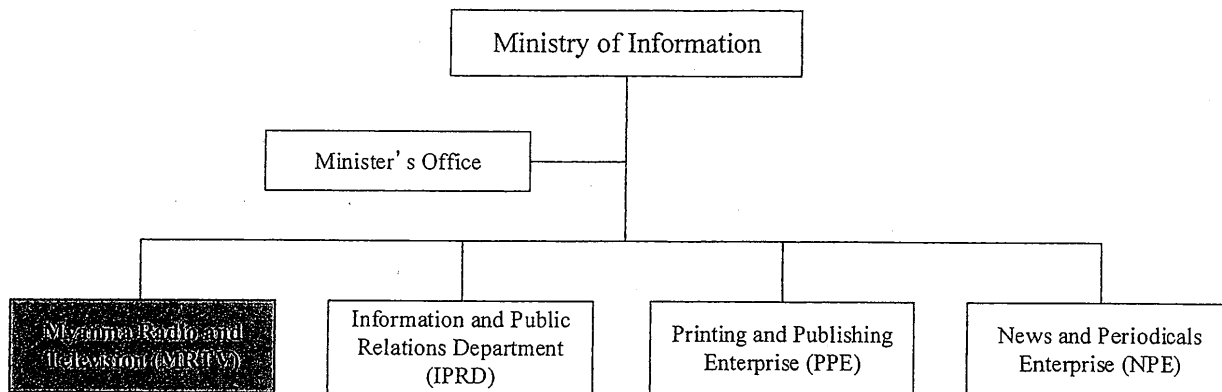 Ministry of Information
Minister's Office
Myanma Radio and
Television (MRTV)
Information and Public
Relations Department
(IPRD)
Printing and Publishing
Enterprise (PPE)
News and Periodicals
Enterprise (NPE)